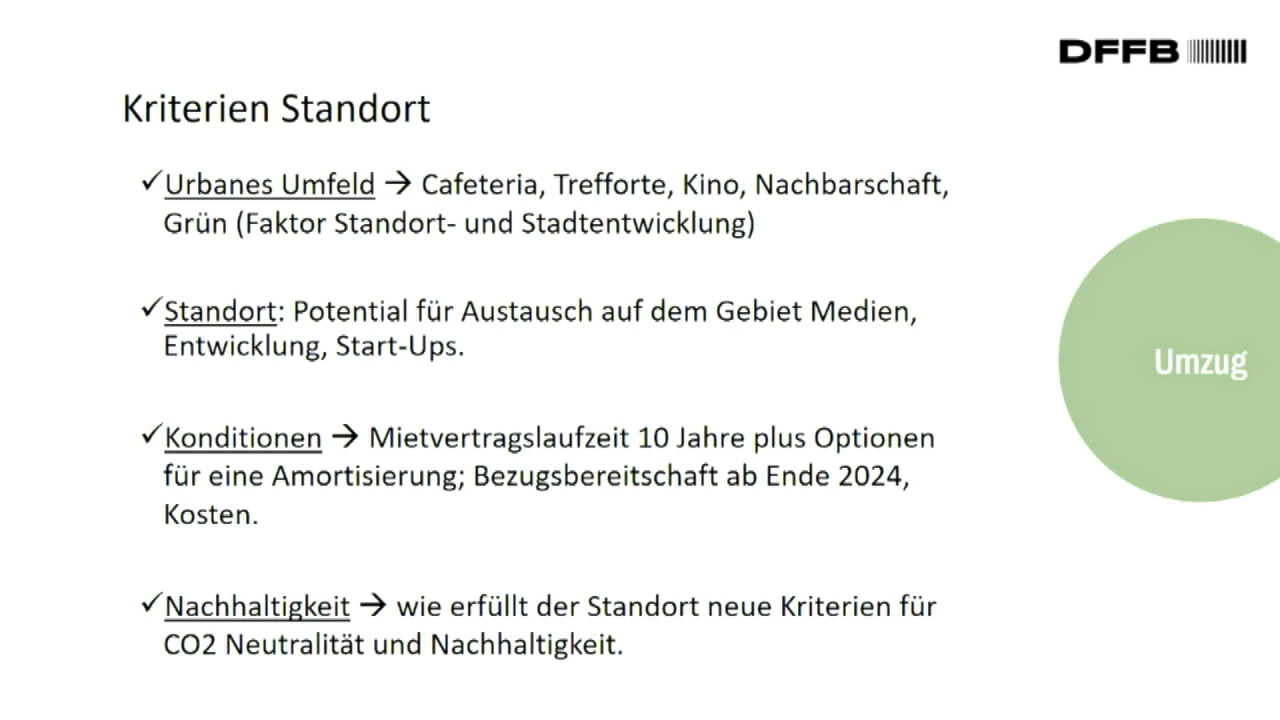 DFFB
Kriterien Standort
✓Urbanes Umfeld → Cafeteria, Trefforte, Kino, Nachbarschaft,
Grün (Faktor Standort- und Stadtentwicklung)
✓Standort: Potential für Austausch auf dem Gebiet Medien,
Entwicklung, Start-Ups.
✓Konditionen → Mietvertragslaufzeit 10 Jahre plus Optionen
für eine Amortisierung; Bezugsbereitschaft ab Ende 2024,
Kosten.
✓Nachhaltigkeit → wie erfüllt der Standort neue Kriterien für
CO2 Neutralität und Nachhaltigkeit.
Umzug